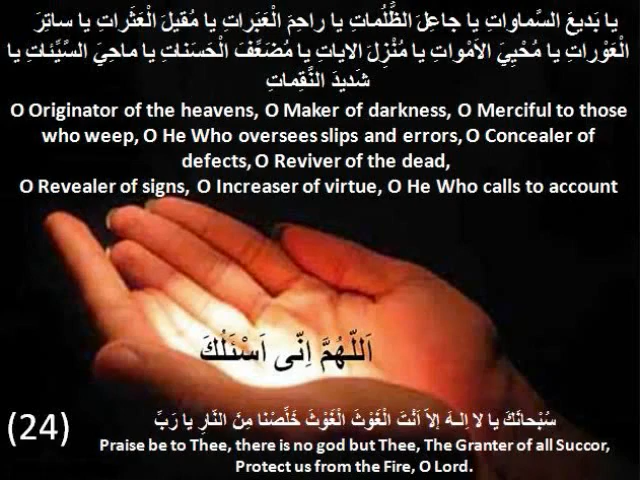 يا بَديعَ السَّماواتِ يا جاعِلَ الظُّلُماتِ يا راحِمَ الْعَبَراتِ يا مُقيلَ الْعَثَراتِ يا ساتِرَ
الْعَوْراتِ يا مُحْيِيَ الاَمْواتِ يا مُنْزِلَ الاياتِ يا مُضَعِّفَ الْحَسَناتِ يا ماحِيَ السَّيِّئاتِ يا
شَديدَ النَّقِماتِ
O Originator of the heavens, O Maker of darkness, O Merciful to those
who weep, O He Who oversees slips and errors, O Concealer of
defects, O Reviver of the dead,
O Revealer of signs, O Increaser of virtue, O He Who calls to account
اَللّهُمَّ اِنّى اَسْئَلُكَ
سُبْحانَكَ يا لا اِلـهَ اِلاّ اَنْتَ الْغَوْثَ الْغَوْثَ خَلِّصْنا مِنَ النّارِ يا رَبِّ
(24)
Praise be to Thee, there is no god but Thee, The Granter of all Succor,
Protect us from the Fire, O Lord.